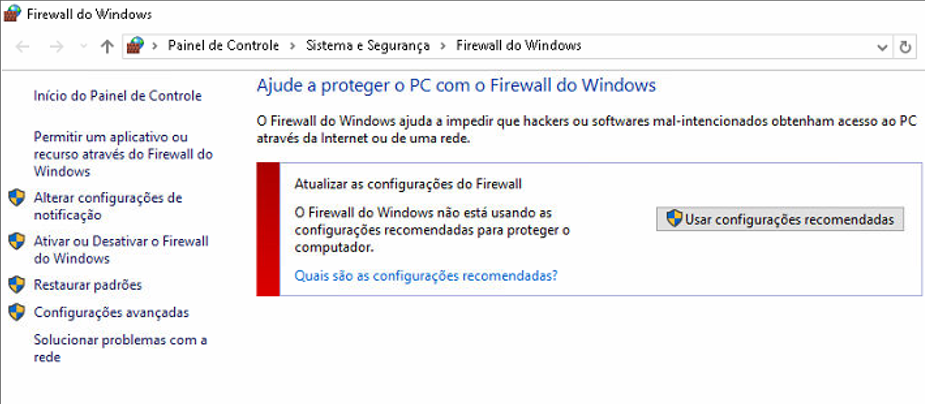 Firewall do Windows
Painel de Controle › Sistema e Segurança › Firewall do Windows
Início do Painel de Controle
Permitir um aplicativo ou
recurso através do Firewall do
Windows
Alterar configurações de
notificação
Ativar ou Desativar o Firewall
do Windows
Restaurar padrões
Configurações avançadas
Solucionar problemas com a
rede
Ajude a proteger o PC com o Firewall do Windows
O Firewall do Windows ajuda a impedir que hackers ou softwares mal-intencionados obtenham acesso ao PC
através da Internet ou de uma rede.
Atualizar as configurações do Firewall
O Firewall do Windows não está usando as
configurações recomendadas para proteger o
computador.
Usar configurações recomendadas
Quais são as configurações recomendadas?